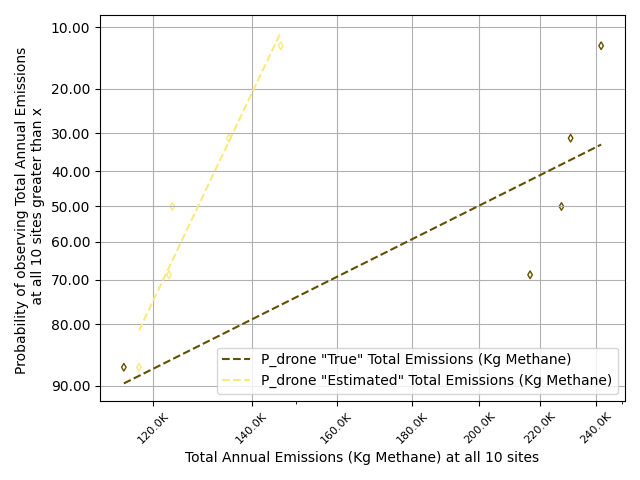 Probability of observing Total Annual Emissions
at all 10 sites greater than x
10.00
20.00
30.00
40.00
50.00
60.00
70.00
80.00
90.00
P_drone "True" Total Emissions (Kg Methane)
P_drone "Estimated" Total Emissions (Kg Methane)
120.0K
140.0K
160.0K
180.0K
200.0K
220.0K
240.0K
Total Annual Emissions (Kg Methane) at all 10 sites